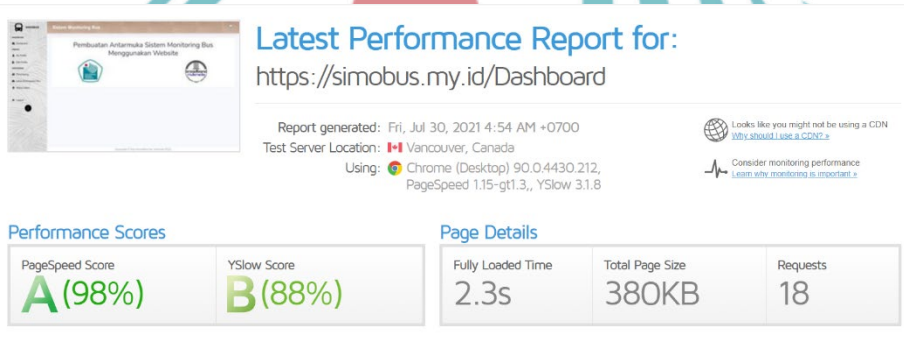 Sistem Monitoring Bus
Pembuatan Antarmuka Sistem Monitoring Bus
Menggunakan Website
Latest Performance Report for:
https://simobus.my.id/Dashboard
Report generated: Fri, Jul 30, 2021 4:54 AM +0700
Test Server Location: Vancouver, Canada
Using: Chrome (Desktop) 90.0.4430.212,
PageSpeed 1.15-gt1.3,, YSlow 3.1.8
Looks like you might not be using a CDN
Why should I use a CDN? »
Consider monitoring performance
Learn why monitoring is important »
Performance Scores
PageSpeed Score
A (98%)
YSlow Score
B (88%)
Page Details
Fully Loaded Time
2.3s
Total Page Size
380KB
Requests
18